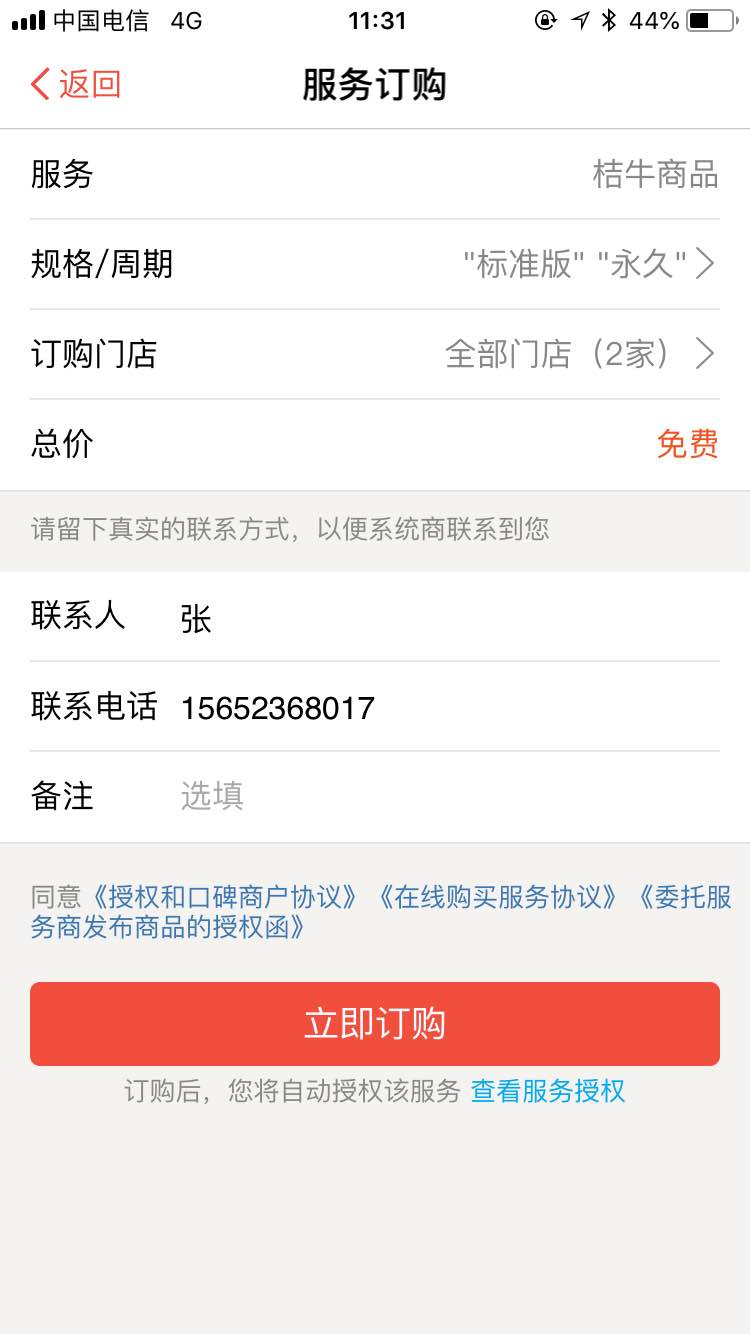 中国电信 4G 11:31 44%
返回 服务订购
服务 桔牛商品
规格/周期 "标准版" "永久"
订购门店 全部门店（2家）
总价 免费
请留下真实的联系方式，以便系统商联系到您
联系人 张
联系电话 15652368017
备注 选填
同意《授权和口碑商户协议》《在线购买服务协议》《委托服
务商发布商品的授权函》
立即订购
订购后，您将自动授权该服务 查看服务授权